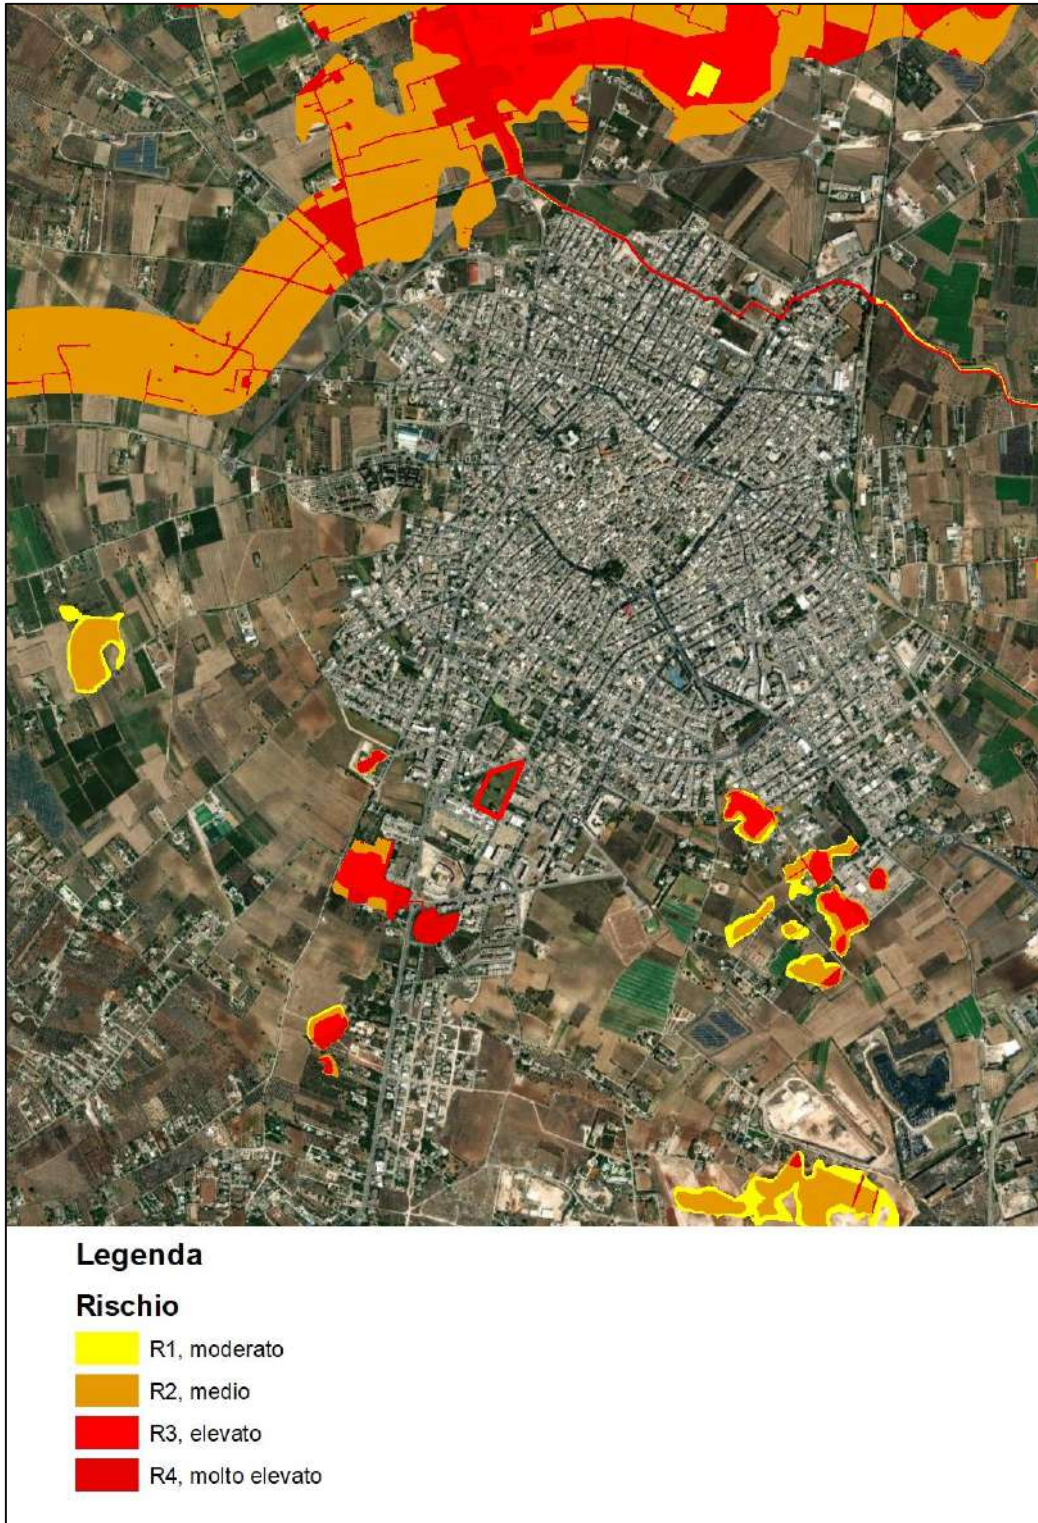 Legenda
Rischio
R1, moderato
R2, medio
R3, elevato
R4, molto elevato